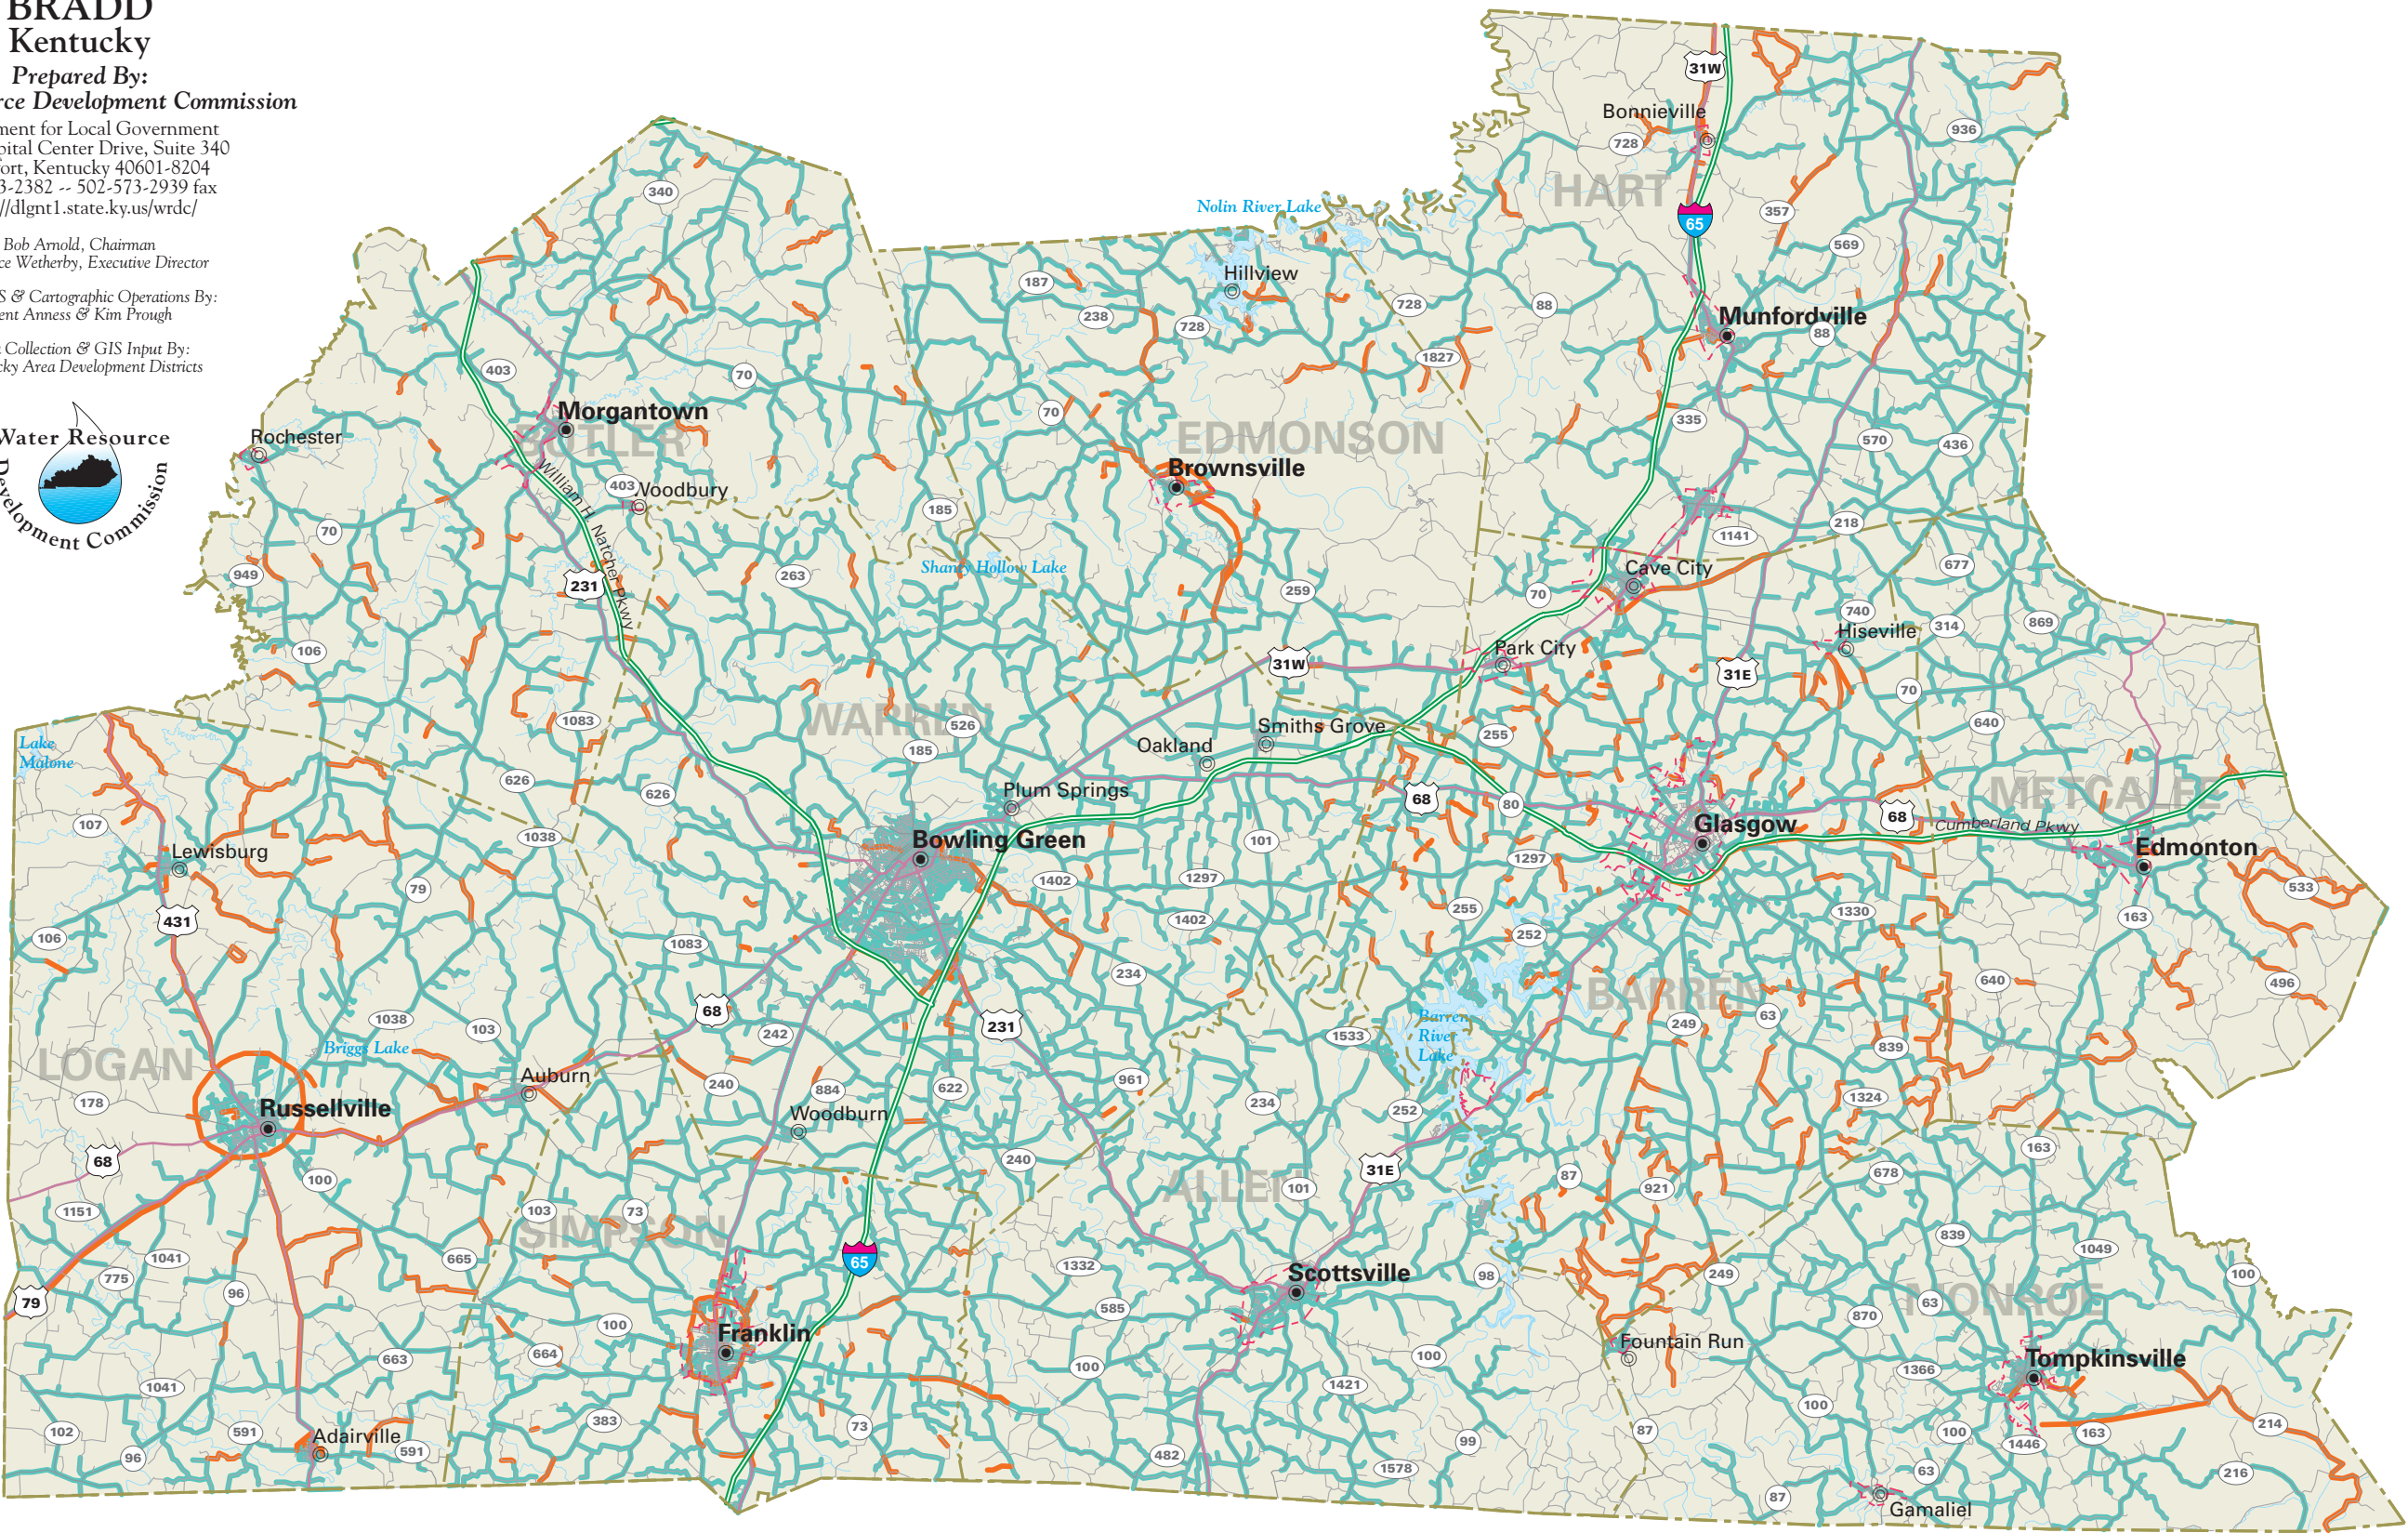 BRADD
Kentucky
Prepared By:
rce Development Commission
ment for Local Government
pital Center Drive, Suite 340
fort, Kentucky 40601-8204
3-2382 -- 502-573-2939 fax
//dlgnt1.state.ky.us/wrdc/
Bob Arnold, Chairman
ce Wetherby, Executive Director
S & Cartographic Operations By:
ent Anness & Kim Prough
Collection & GIS Input By:
cky Area Development Districts
Water Resource
Development Commission
31W
Bonnieville
728
936
HART
340
Nolin River Lake
357
65
569
Hillview
187
238
728
728
88
Munfordville
88
1827
403
70
Morgantown
BUTLER
Rochester
70
EDMONSON
335
570
436
Brownsville
William H. Natcher Pkwy
403
Woodbury
185
70
218
1141
949
231
263
Shanty Hollow Lake
259
677
Cave City
70
740
Hiseville
314
869
106
31W
Park City
31E
70
1083
WARREN
526
185
Smiths Grove
Oakland
255
640
Lake
Malone
626
626
Plum Springs
68
80
METCALFE
68
Cumberland Pkwy
107
1038
Bowling Green
101
Glasgow
Edmonton
Lewisburg
1297
79
1402
1297
533
431
1402
255
1330
163
106
1083
252
234
640
496
BARREN
68
1038
103
242
231
1533
Barren
River
Lake
249
63
Briggs Lake
839
LOGAN
Auburn
240
884
622
961
178
Russellville
Woodburn
234
252
1324
68
240
163
100
31E
87
678
1151
103
73
ALLEN
101
921
SIMPSON
839
1049
1041
665
65
1332
775
Scottsville
98
249
100
79
96
585
MONROE
63
870
100
Franklin
Fountain Run
664
663
100
100
1366
Tompkinsville
1041
1421
383
100
102
591
73
214
Adairville
591
87
100
163
99
1446
96
482
1578
63
216
87
Gamaliel